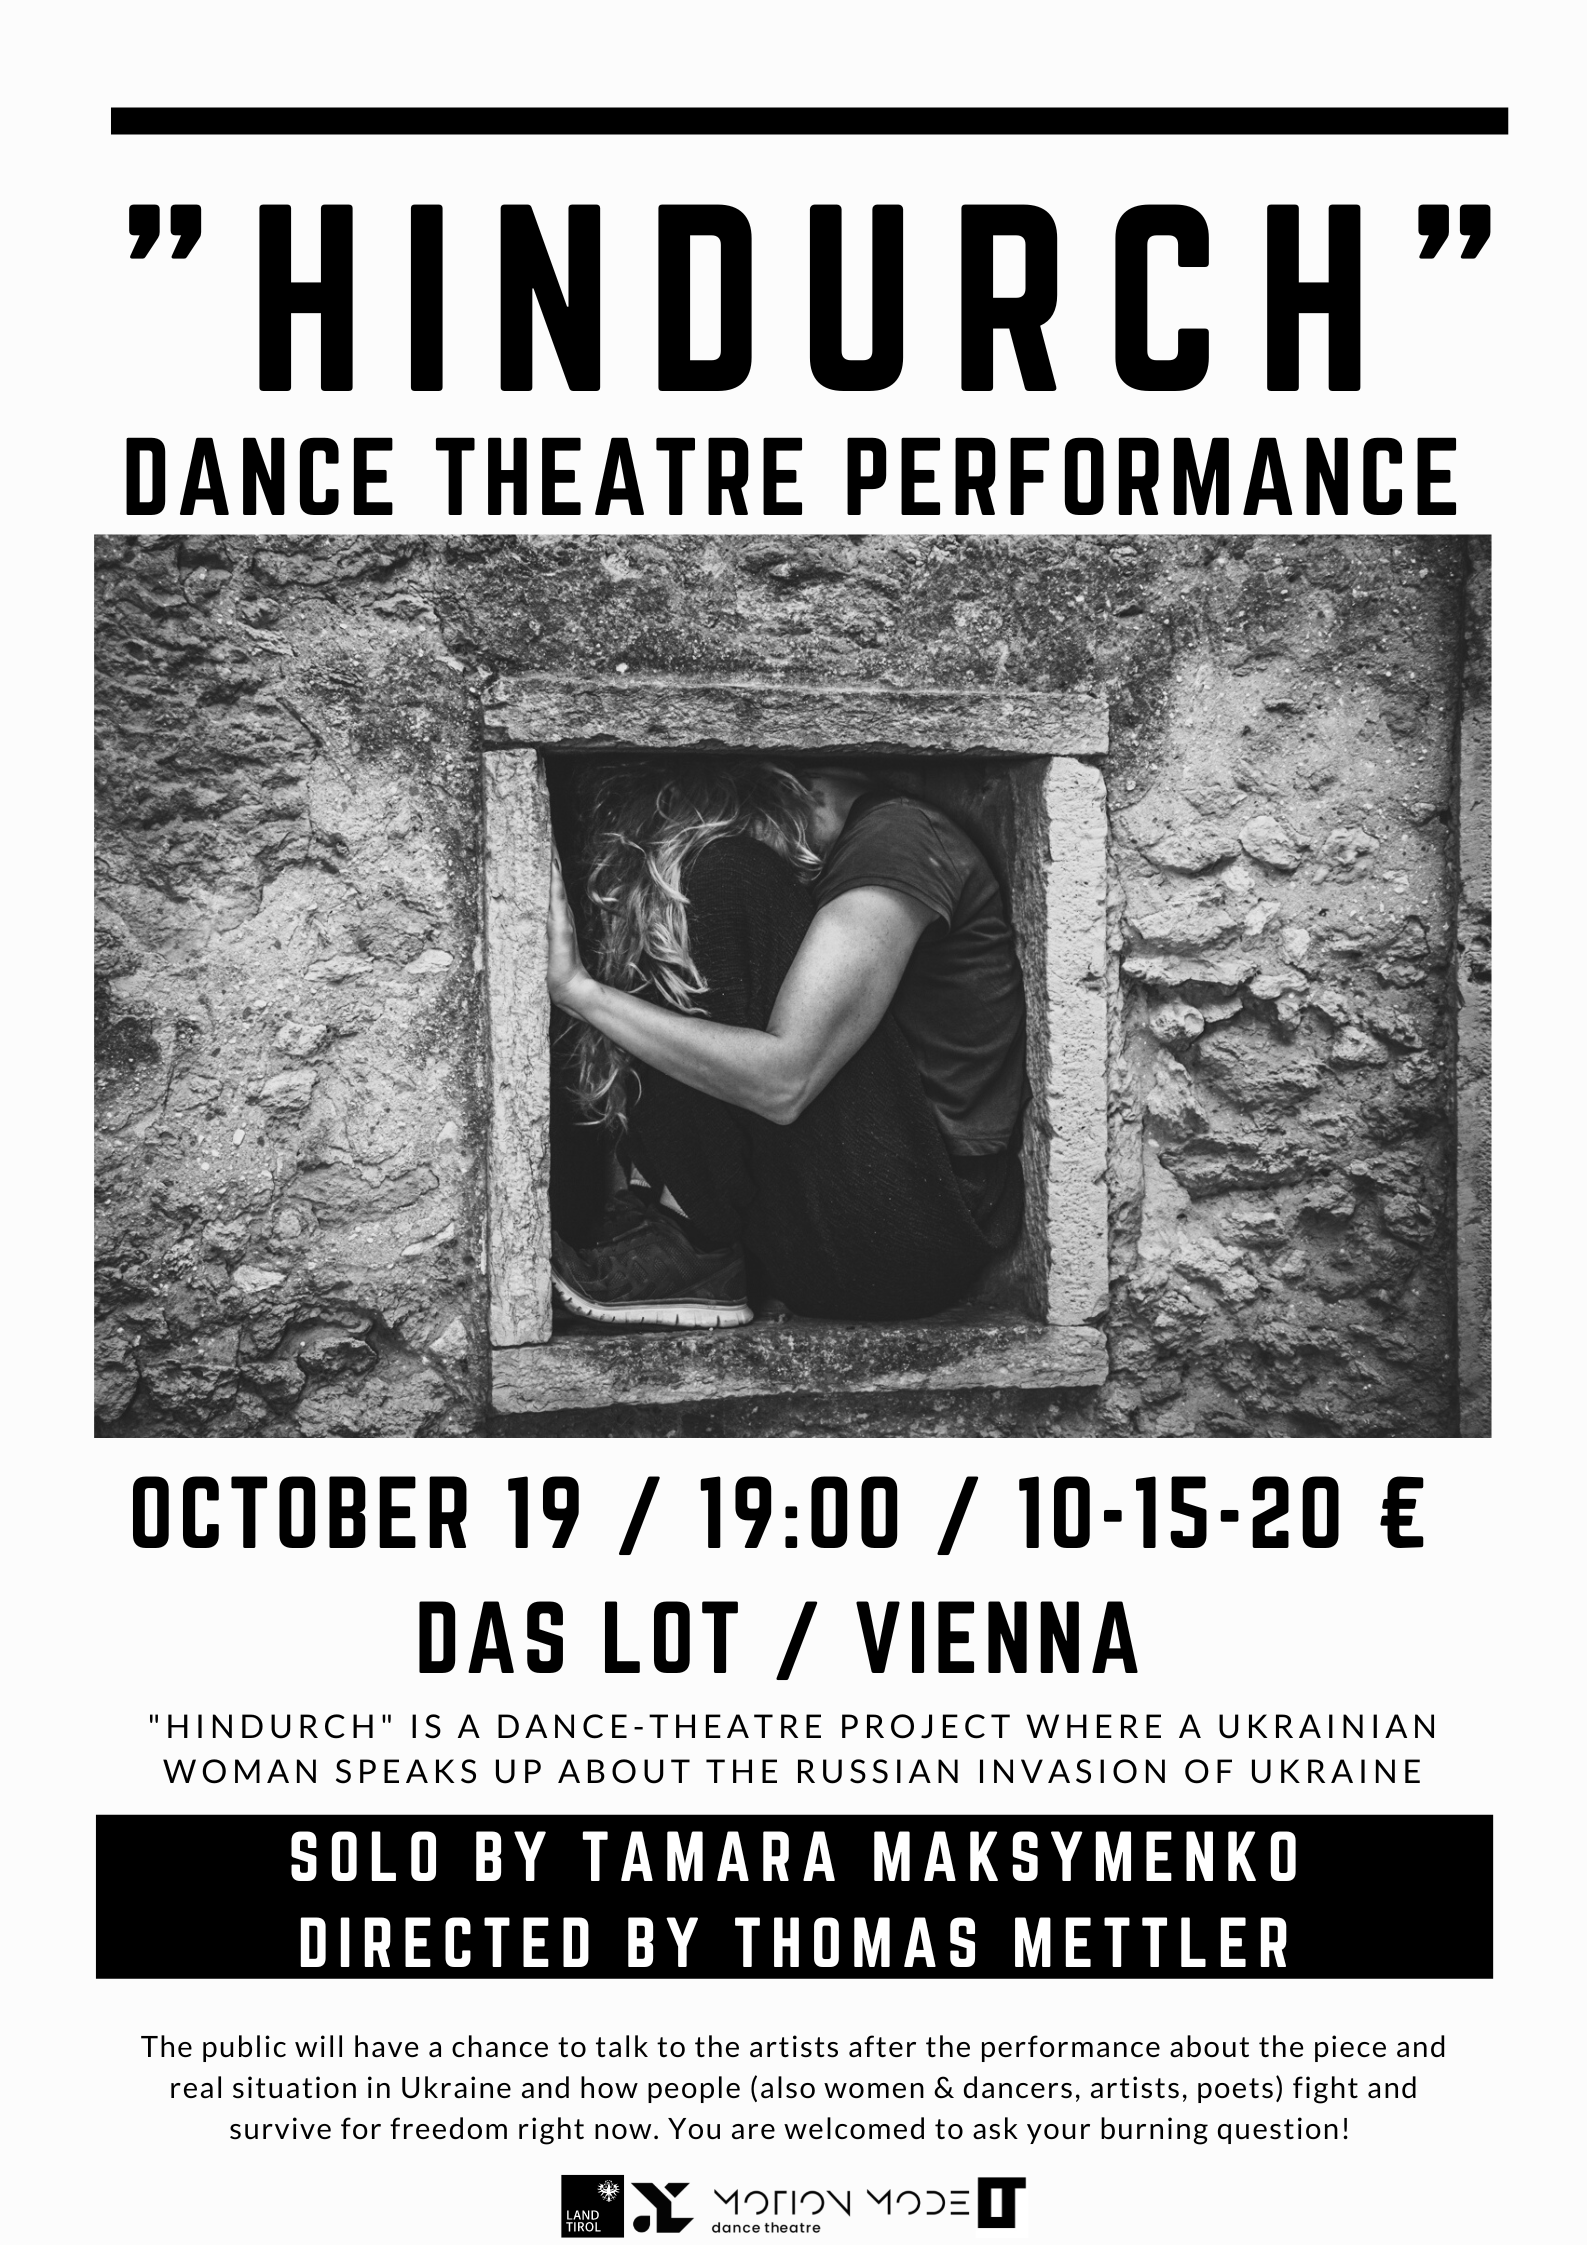 ”HINDURCH”
DANCE THEATRE PERFORMANCE
OCTOBER 19 / 19:00 / 10-15-20 €
DAS LOT / VIENNA
"HINDURCH" IS A DANCE-THEATRE PROJECT WHERE A UKRAINIAN
WOMAN SPEAKS UP ABOUT THE RUSSIAN INVASION OF UKRAINE
SOLO BY TAMARA MAKSYMENKO
DIRECTED BY THOMAS METTLER
The public will have a chance to talk to the artists after the performance about the piece and
real situation in Ukraine and how people (also women & dancers, artists, poets) fight and
survive for freedom right now. You are welcomed to ask your burning question!
LAND
TIROL
MOTION MODE
dance theatre